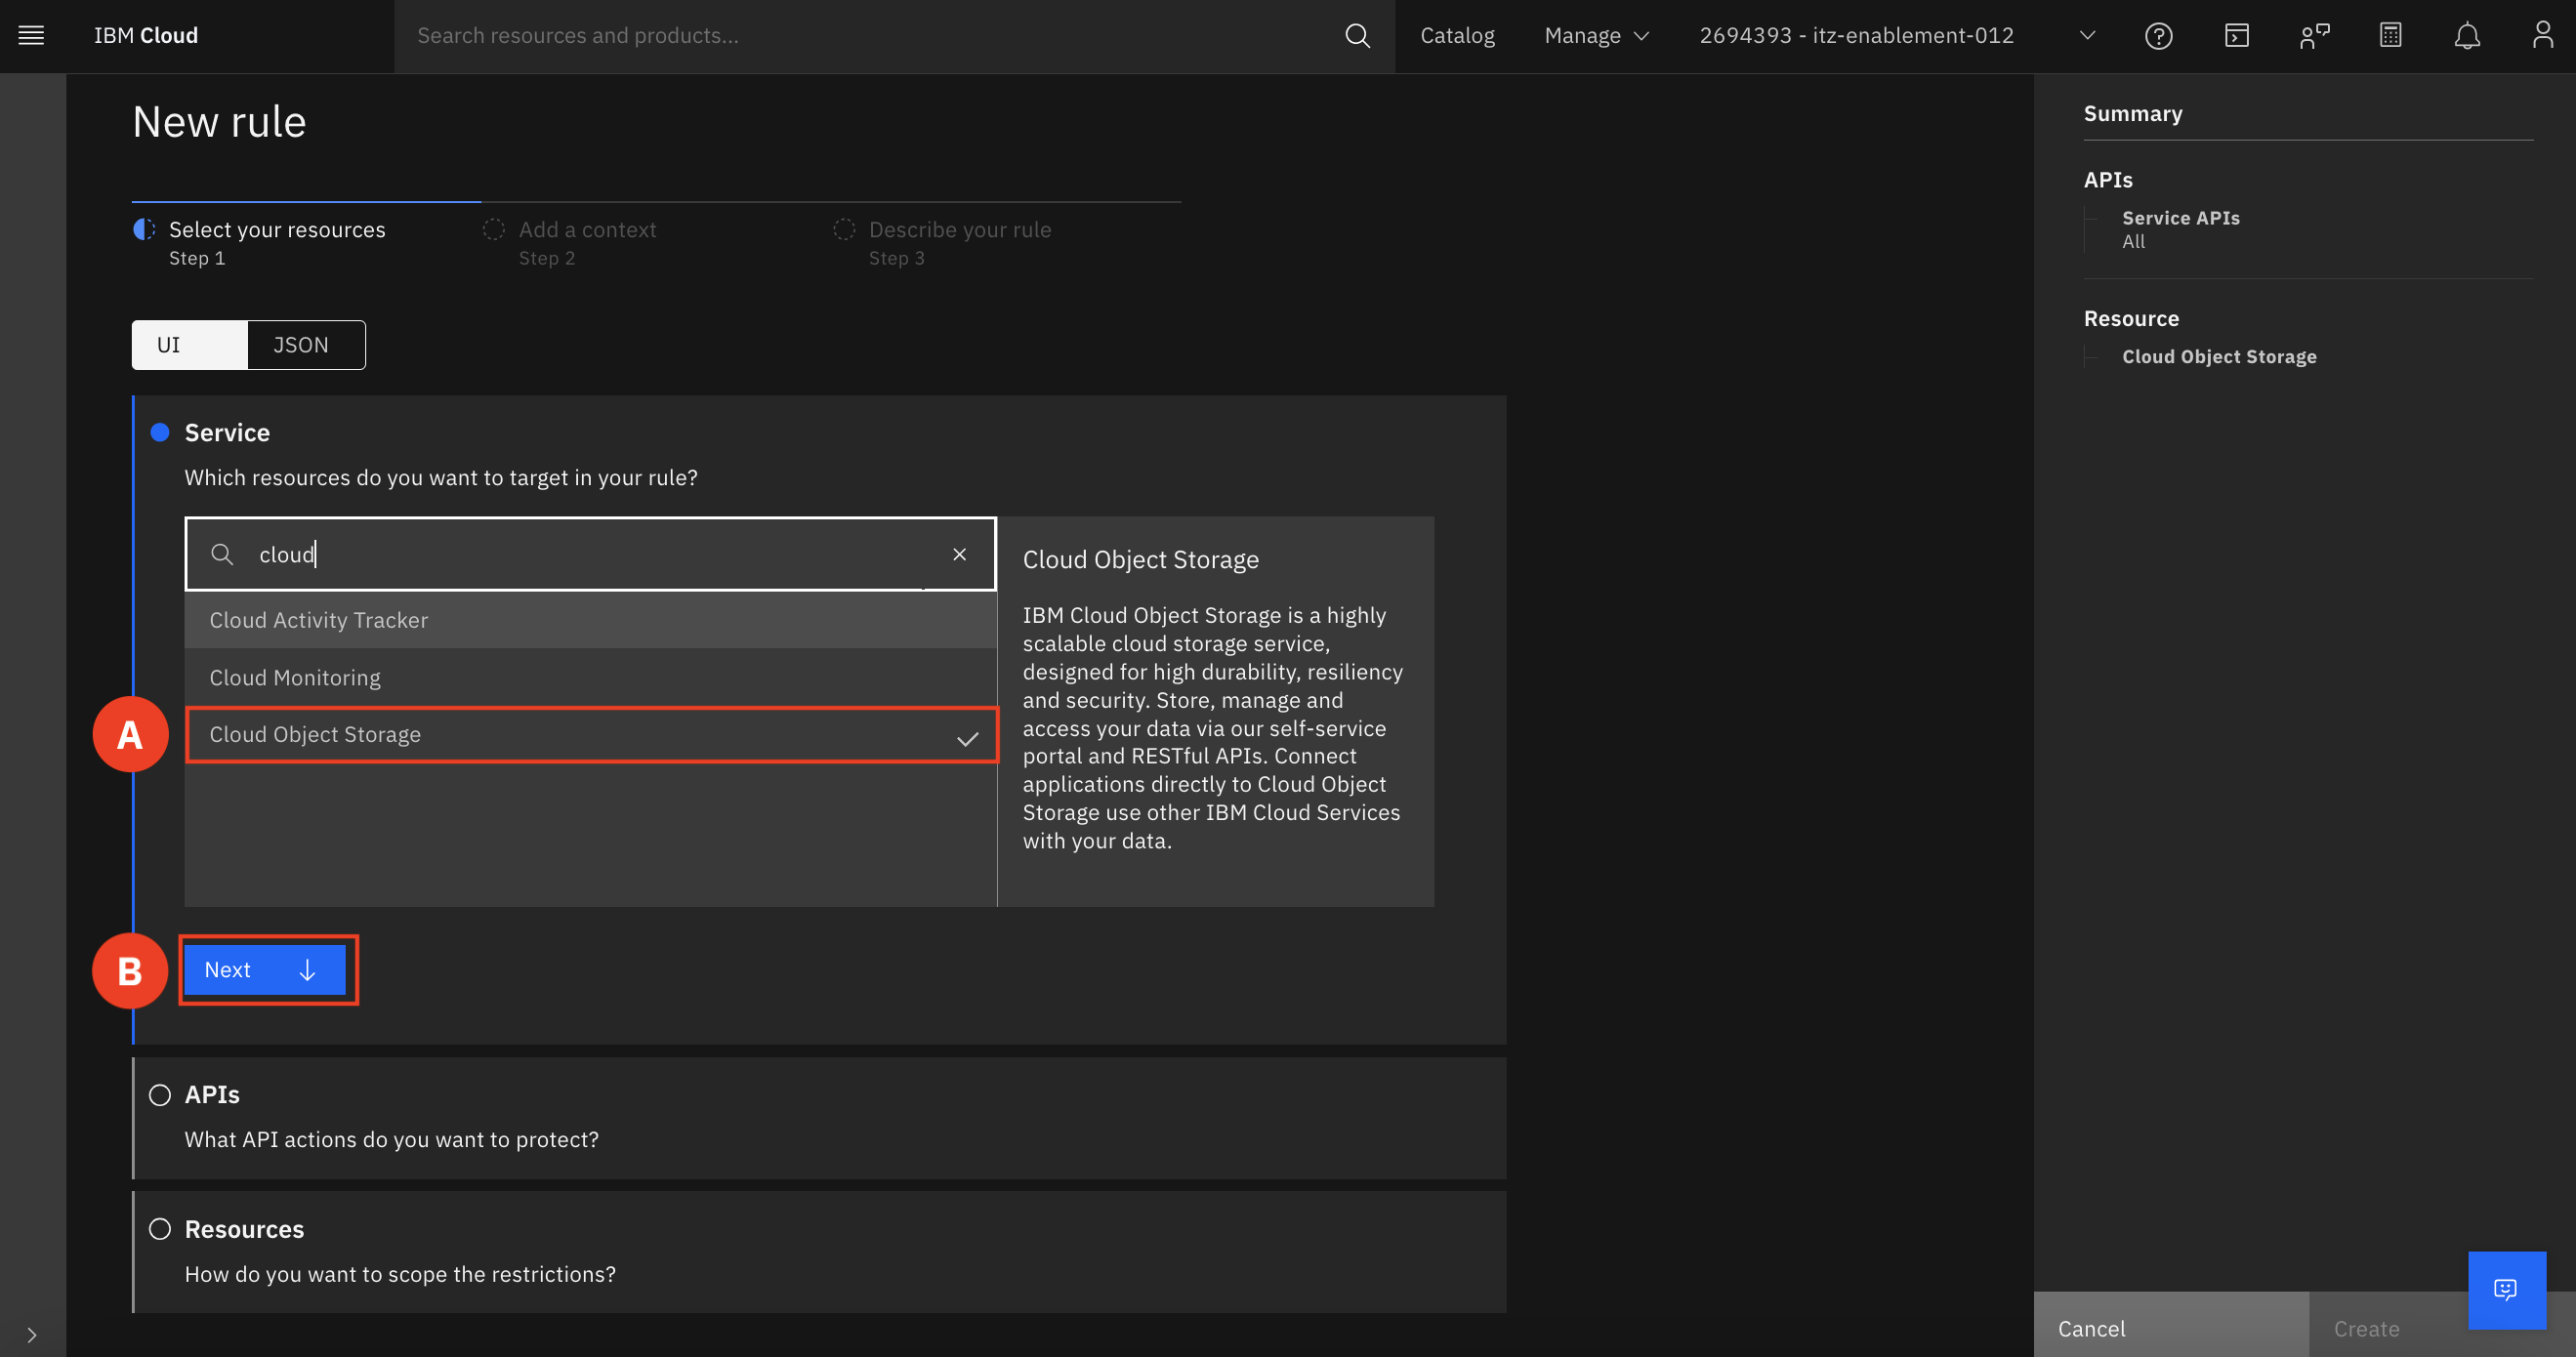 IBM Cloud
Search resources and products...
Catalog
Manage
2694393 - itz-enablement-012
New rule
Select your resources
Step 1
Add a context
Step 2
Describe your rule
Step 3
UI
JSON
Service
Which resources do you want to target in your rule?
cloud
Cloud Activity Tracker
Cloud Monitoring
A
Cloud Object Storage
Cloud Object Storage
IBM Cloud Object Storage is a highly
scalable cloud storage service,
designed for high durability, resiliency
and security. Store, manage and
access your data via our self-service
portal and RESTful APIs. Connect
applications directly to Cloud Object
Storage use other IBM Cloud Services
with your data.
B
Next
APIs
What API actions do you want to protect?
Resources
How do you want to scope the restrictions?
Summary
APIs
Service APIs
All
Resource
Cloud Object Storage
Cancel
Create